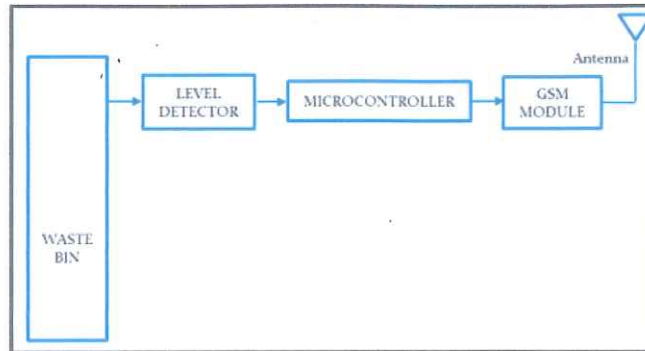 Antenna
LEVEL
DETECTOR
MICROCONTROLLER
GSM
MODULE
WASTE
BIN